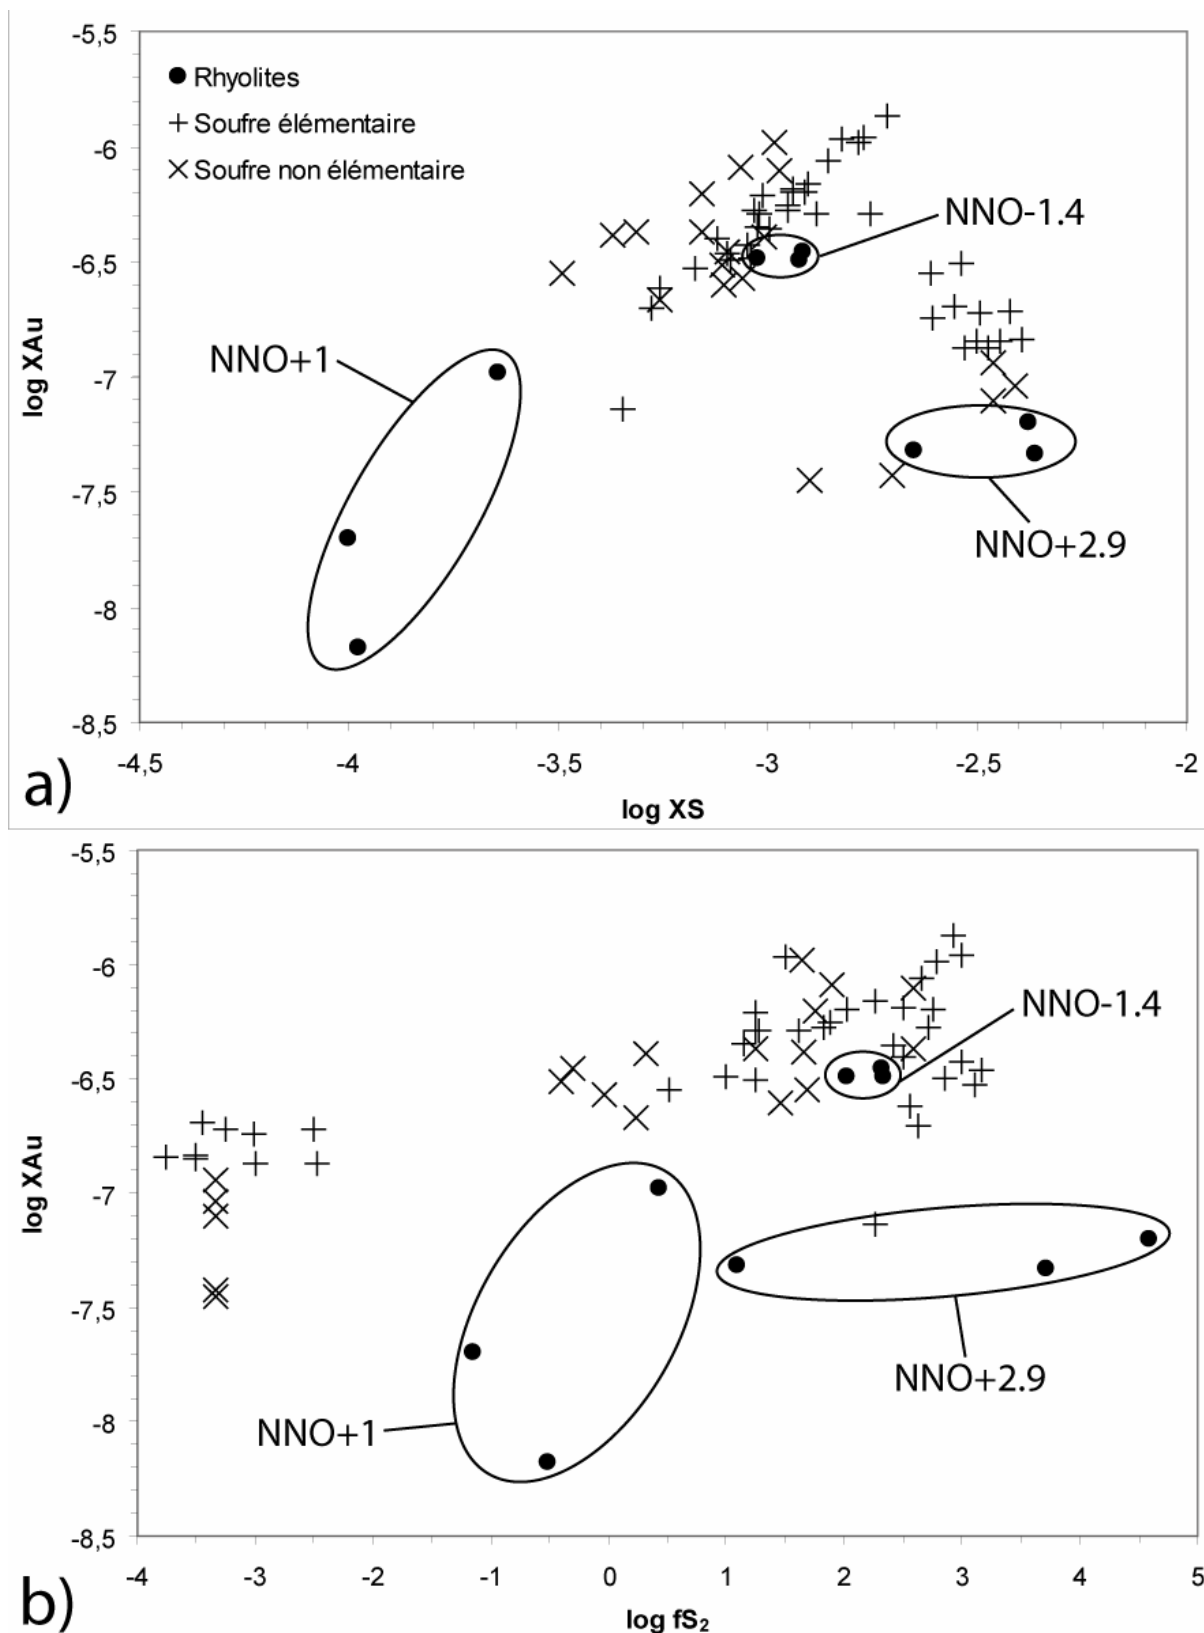 -5,5
Rhyolites
Soufre élémentaire
Soufre non élémentaire
-6
NNO-1.4
-6,5
NNO+1
-7
log XAu
-7,5
NNO+2.9
-8
-8,5
-4,5 -4 -3,5 -3 -2,5 -2
a)
log XS
-5,5
-6
NNO-1.4
-6,5
-7
log XAu
-7,5
NNO+2.9
NNO+1
-8
-8,5
-4 -3 -2 -1 0 1 2 3 4 5
b)
log fS₂